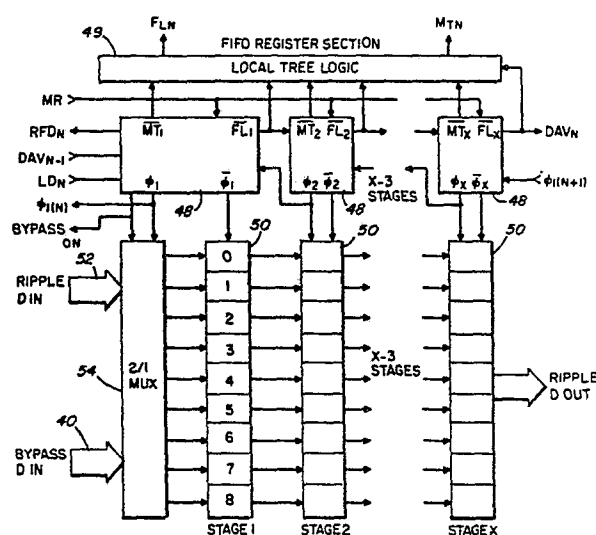 FLN
MTN
49
FIFO REGISTER SECTION
LOCAL TREE LOGIC
MR
RFDN
DAVN-1
LDN
ϕ1(N)
BYPASS ON
MT1 FL1
MT2 FL2
MTX FLX
DAVN
ϕ1 ϕ1
ϕ2 ϕ2
X-3 STAGES
ϕX ϕX
ϕ1(N+1)
48
48
48
50
50
50
52
RIPPLE D IN
54
2/1 MUX
40
BYPASS D IN
0
1
2
3
4
5
6
7
8
X-3 STAGES
RIPPLE D OUT
STAGE 1
STAGE 2
STAGE X